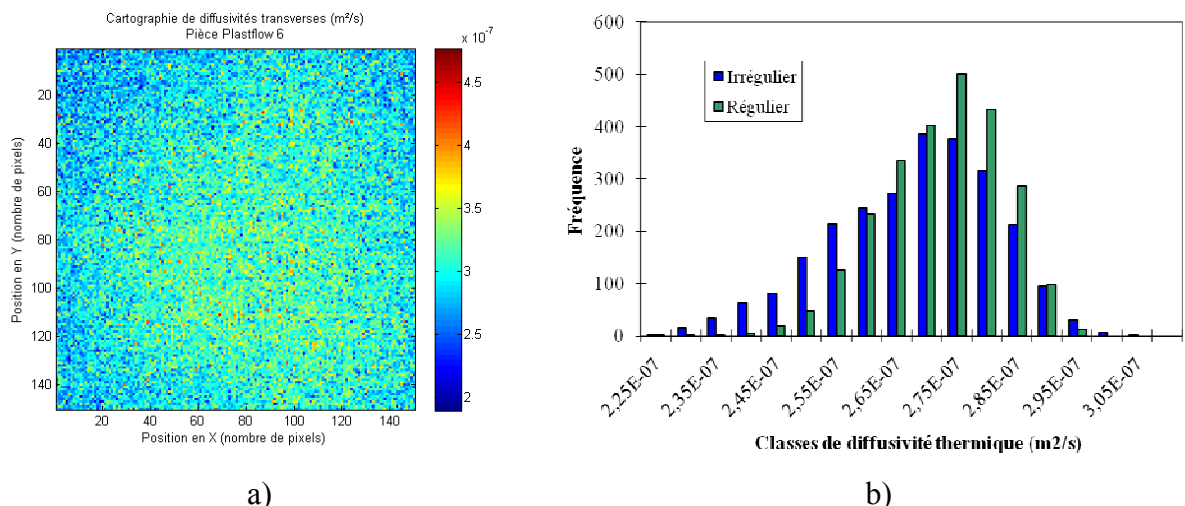 Cartographie de diffusivités transverses (m²/s)
Pièce Plastflow 6
x 10⁻⁷
4.5
4
3.5
3
2.5
2
20
40
60
80
100
120
140
20 40 60 80 100 120 140
Position en Y (nombre de pixels)
Position en X (nombre de pixels)
a)
600
500
400
300
200
100
0
Irrégulier
Régulier
Fréquence
2,25E-07 2,35E-07 2,45E-07 2,55E-07 2,65E-07 2,75E-07 2,85E-07 2,95E-07 3,05E-07
Classes de diffusivité thermique (m2/s)
b)